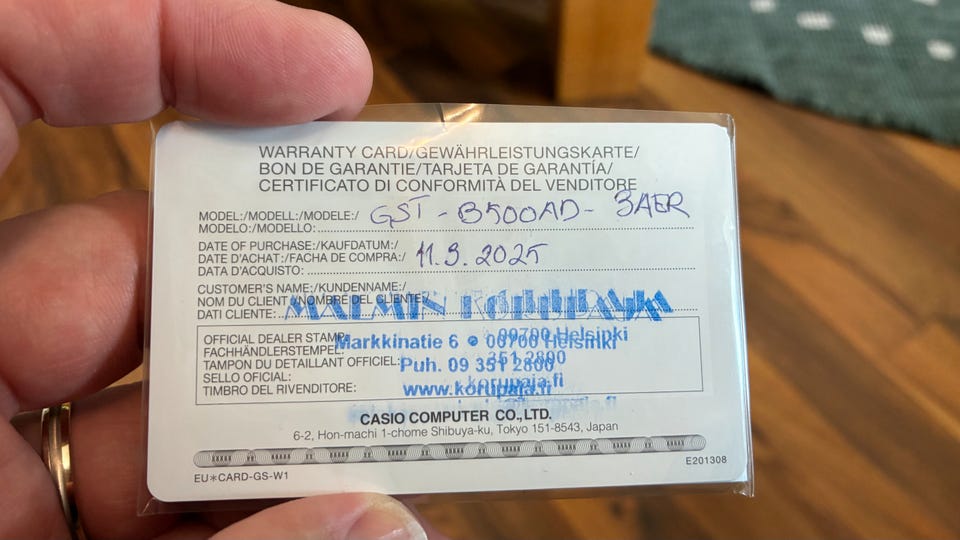 WARRANTY CARD/GEWÄHRLEISTUNGSKARTE/
BON DE GARANTIE/TARJETA DE GARANTÍA/
CERTIFICATO DI CONFORMITÀ DEL VENDITORE
MODEL:/MODELL:/MODELE:/
MODELO:/MODELLO: GST-B500AD-3AER
DATE OF PURCHASE:/KAUFDATUM:/
DATE D'ACHAT:/FACHA DE COMPRA:/
DATA D'ACQUISTO: 11.9.2025
CUSTOMER'S NAME:/KUNDENNAME:/
NOM DU CLIENT:/NOMBRE DEL CLIENTE:
DATI CLIENTE: MALMIN KORUPAJA
OFFICIAL DEALER STAMP:
FACHHÄNDLERSTEMPEL:
TAMPON DU DETAILLANT OFFICIEL:
SELLO OFICIAL:
TIMBRO DEL RIVENDITORE:
Markkinatie 6 • 00700 Helsinki
Puh. 09 351 2800
www.korupaja.fi
CASIO COMPUTER CO.,LTD.
6-2, Hon-machi 1-chome Shibuya-ku, Tokyo 151-8543, Japan
E201308
EU*CARD-GS-W1